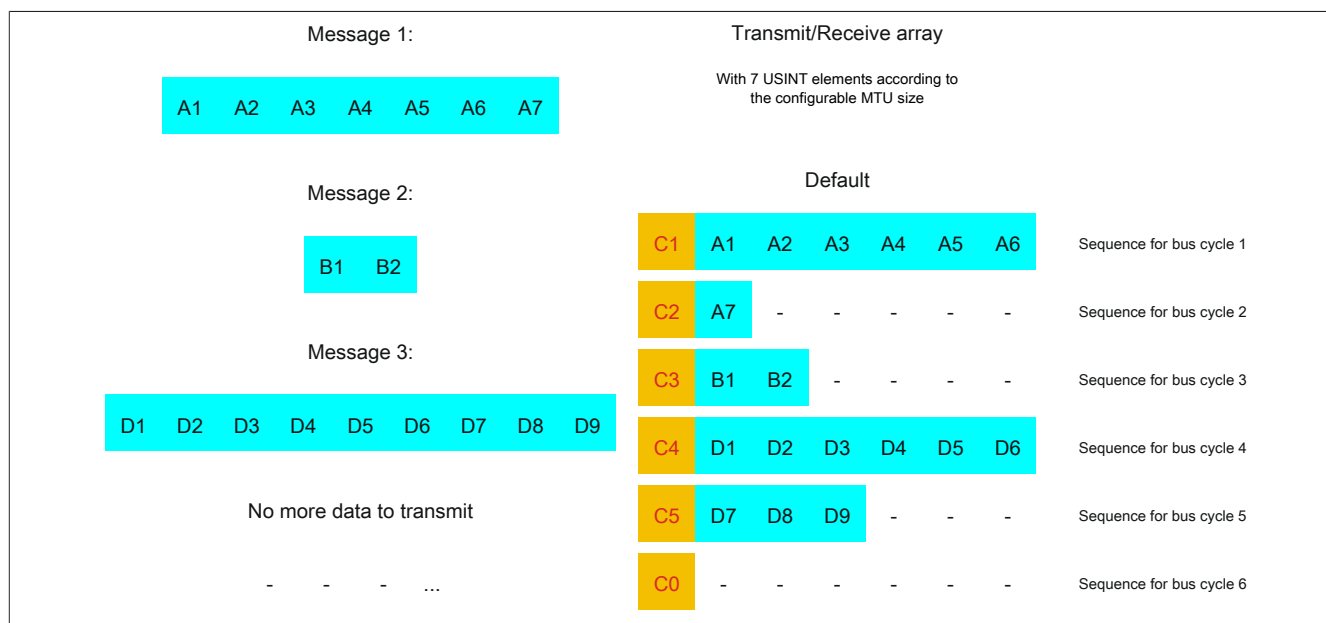 Message 1:
A1 A2 A3 A4 A5 A6 A7
Message 2:
B1 B2
Message 3:
D1 D2 D3 D4 D5 D6 D7 D8 D9
No more data to transmit
- - - ...
Transmit/Receive array
With 7 USINT elements according to
the configurable MTU size
Default
C1 A1 A2 A3 A4 A5 A6 Sequence for bus cycle 1
C2 A7 - - - - - Sequence for bus cycle 2
C3 B1 B2 - - - - Sequence for bus cycle 3
C4 D1 D2 D3 D4 D5 D6 Sequence for bus cycle 4
C5 D7 D8 D9 - - - Sequence for bus cycle 5
C0 - - - - - - Sequence for bus cycle 6